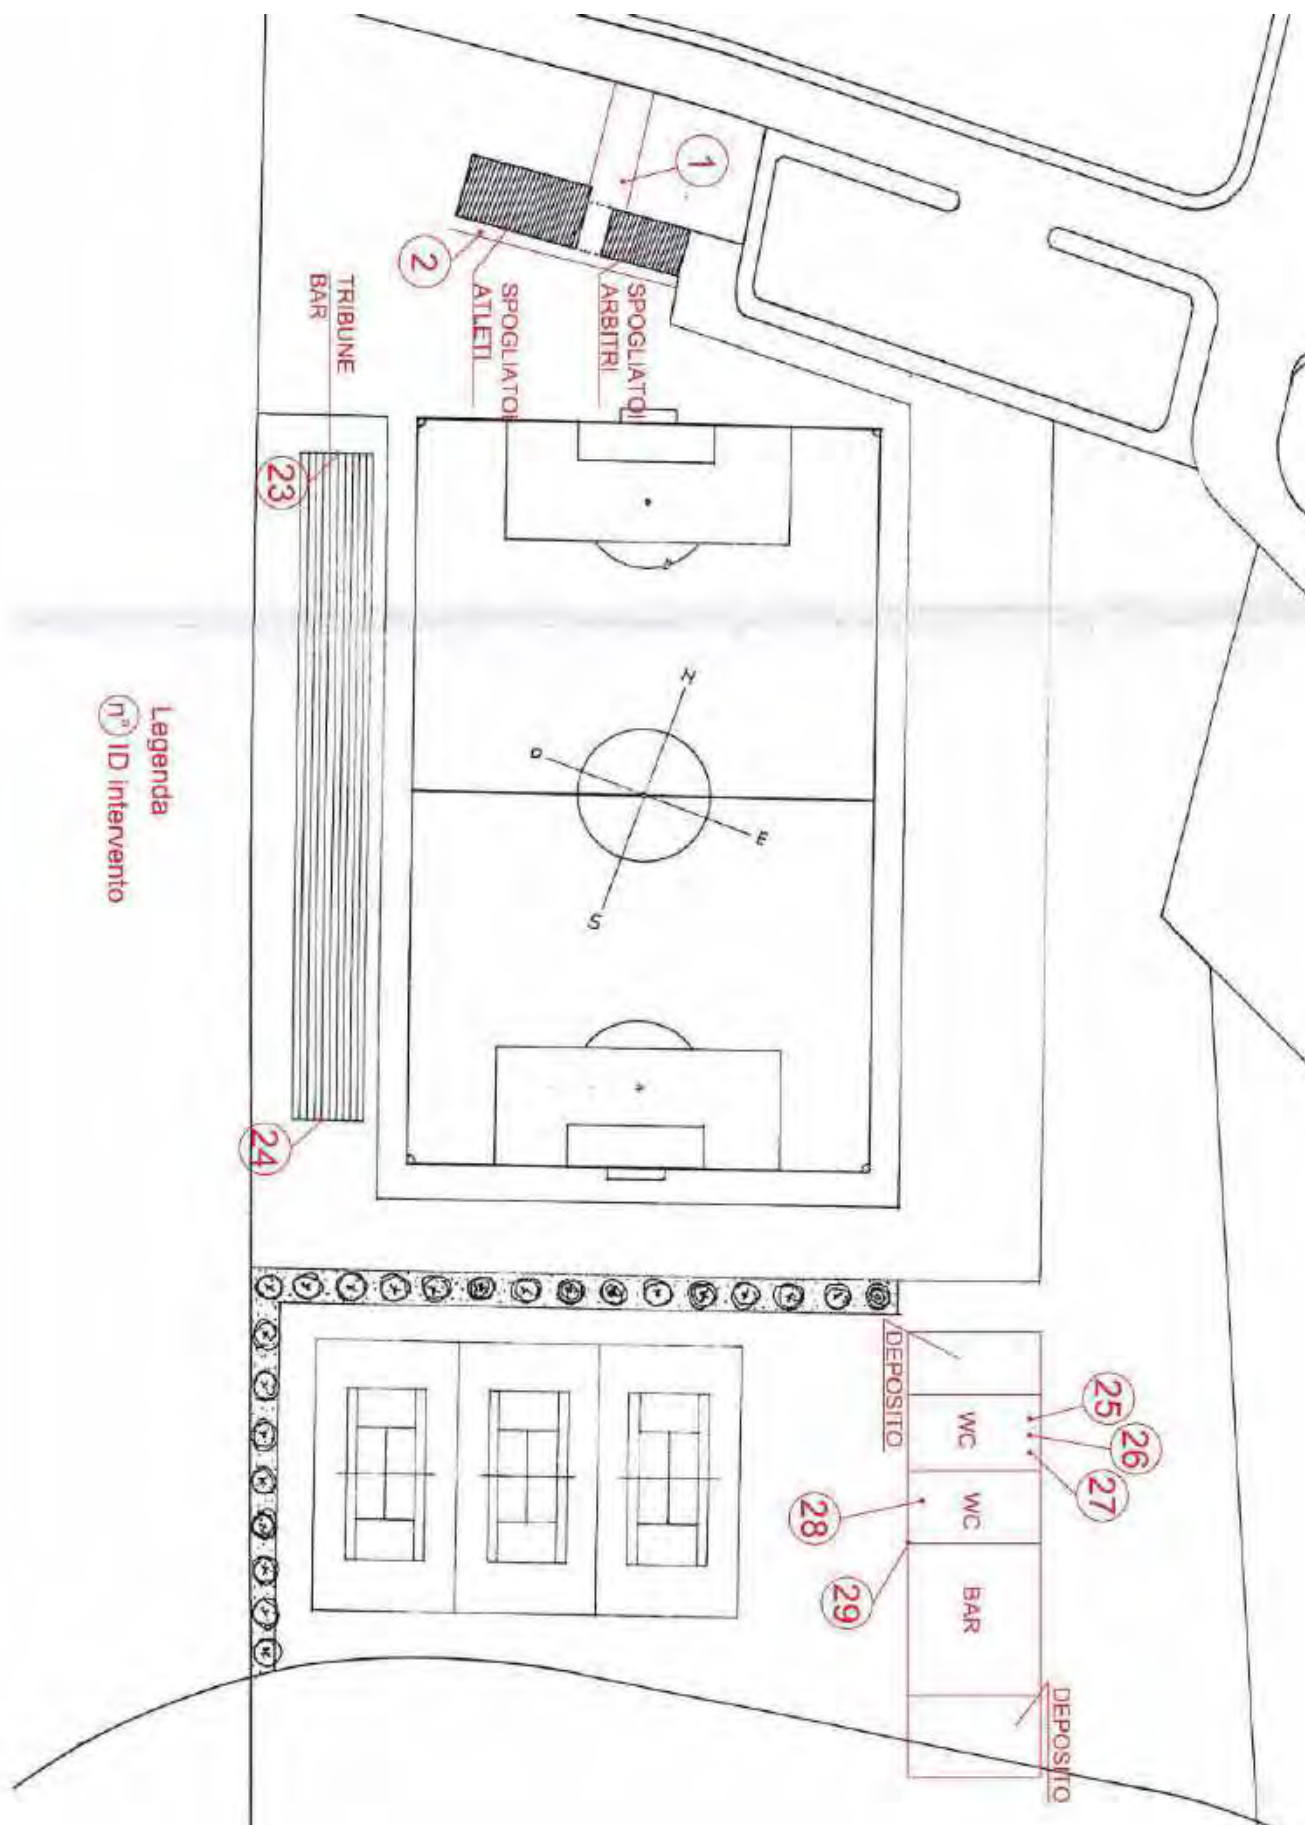 1
2
SPOGLIATOI
ARBITRI
SPOGLIATOI
ATLETI
TRIBUNE
BAR
23
24
N
O
E
S
Legenda
nº ID intervento
DEPOSITO
WC
WC
BAR
DEPOSITO
25
26
27
28
29